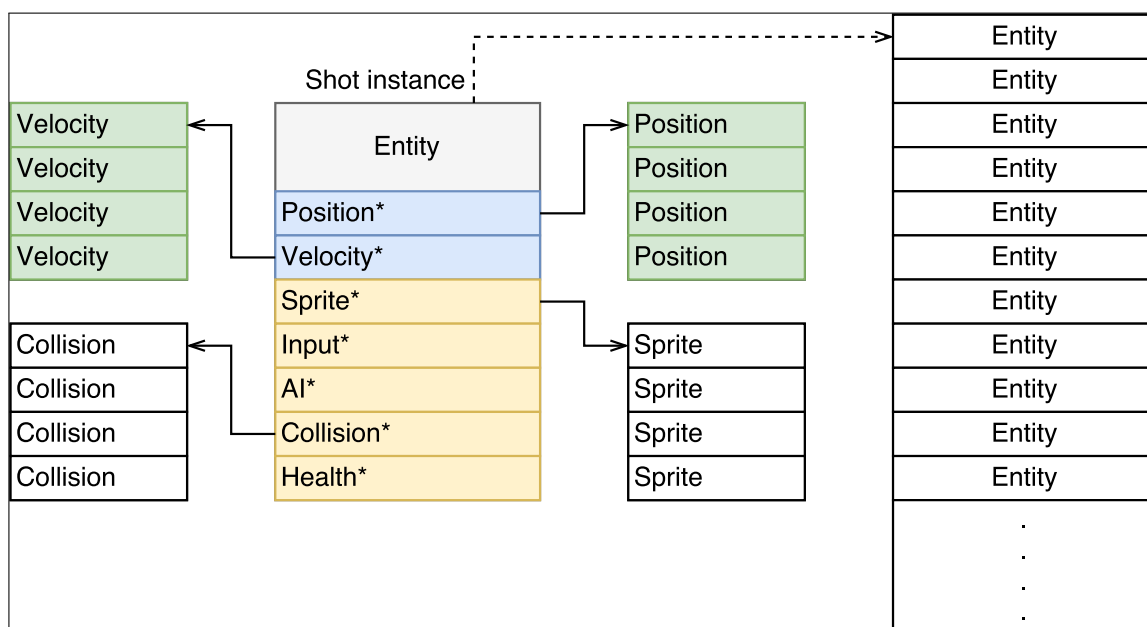 Shot instance
Velocity
Velocity
Velocity
Velocity
Collision
Collision
Collision
Collision
Entity
Position*
Velocity*
Sprite*
Input*
AI*
Collision*
Health*
Position
Position
Position
Position
Sprite
Sprite
Sprite
Sprite
Entity
Entity
Entity
Entity
Entity
Entity
Entity
Entity
Entity
Entity
Entity
.
.
.
.